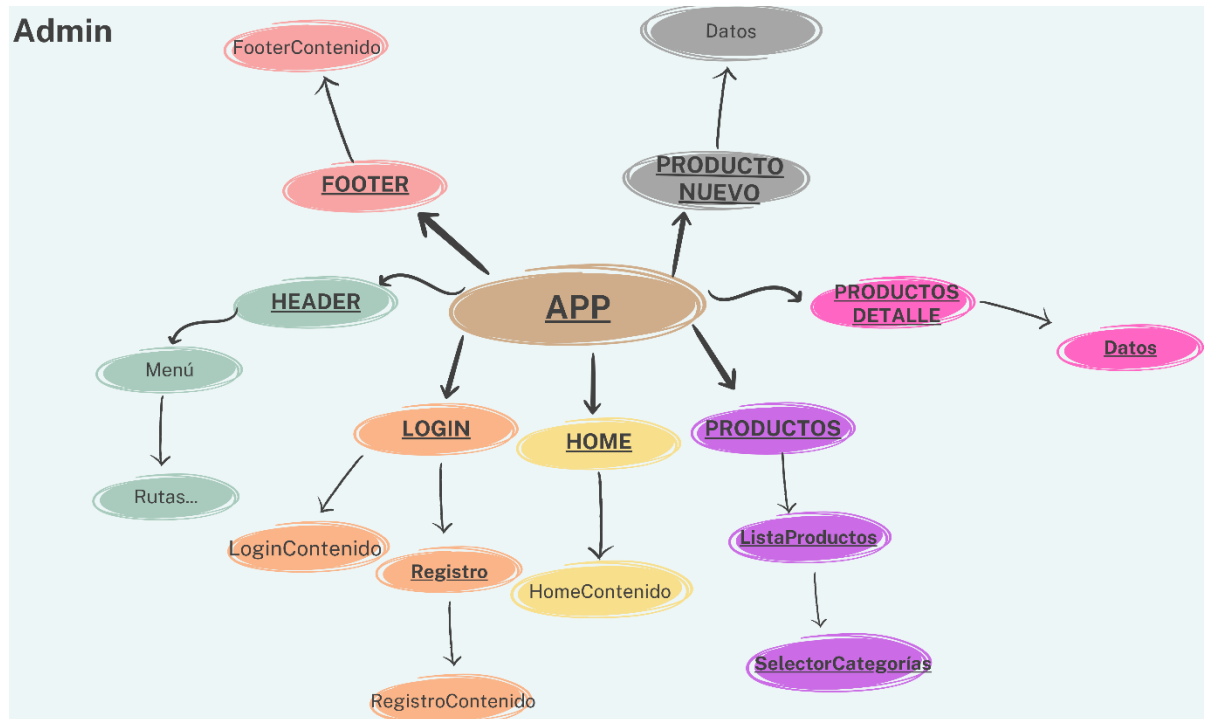 Admin
FooterContenido
Datos
FOOTER
PRODUCTO
NUEVO
HEADER
APP
PRODUCTOS
DETALLE
Datos
Menú
LOGIN
HOME
PRODUCTOS
Rutas...
LoginContenido
Registro
HomeContenido
ListaProductos
SelectorCategorías
RegistroContenido